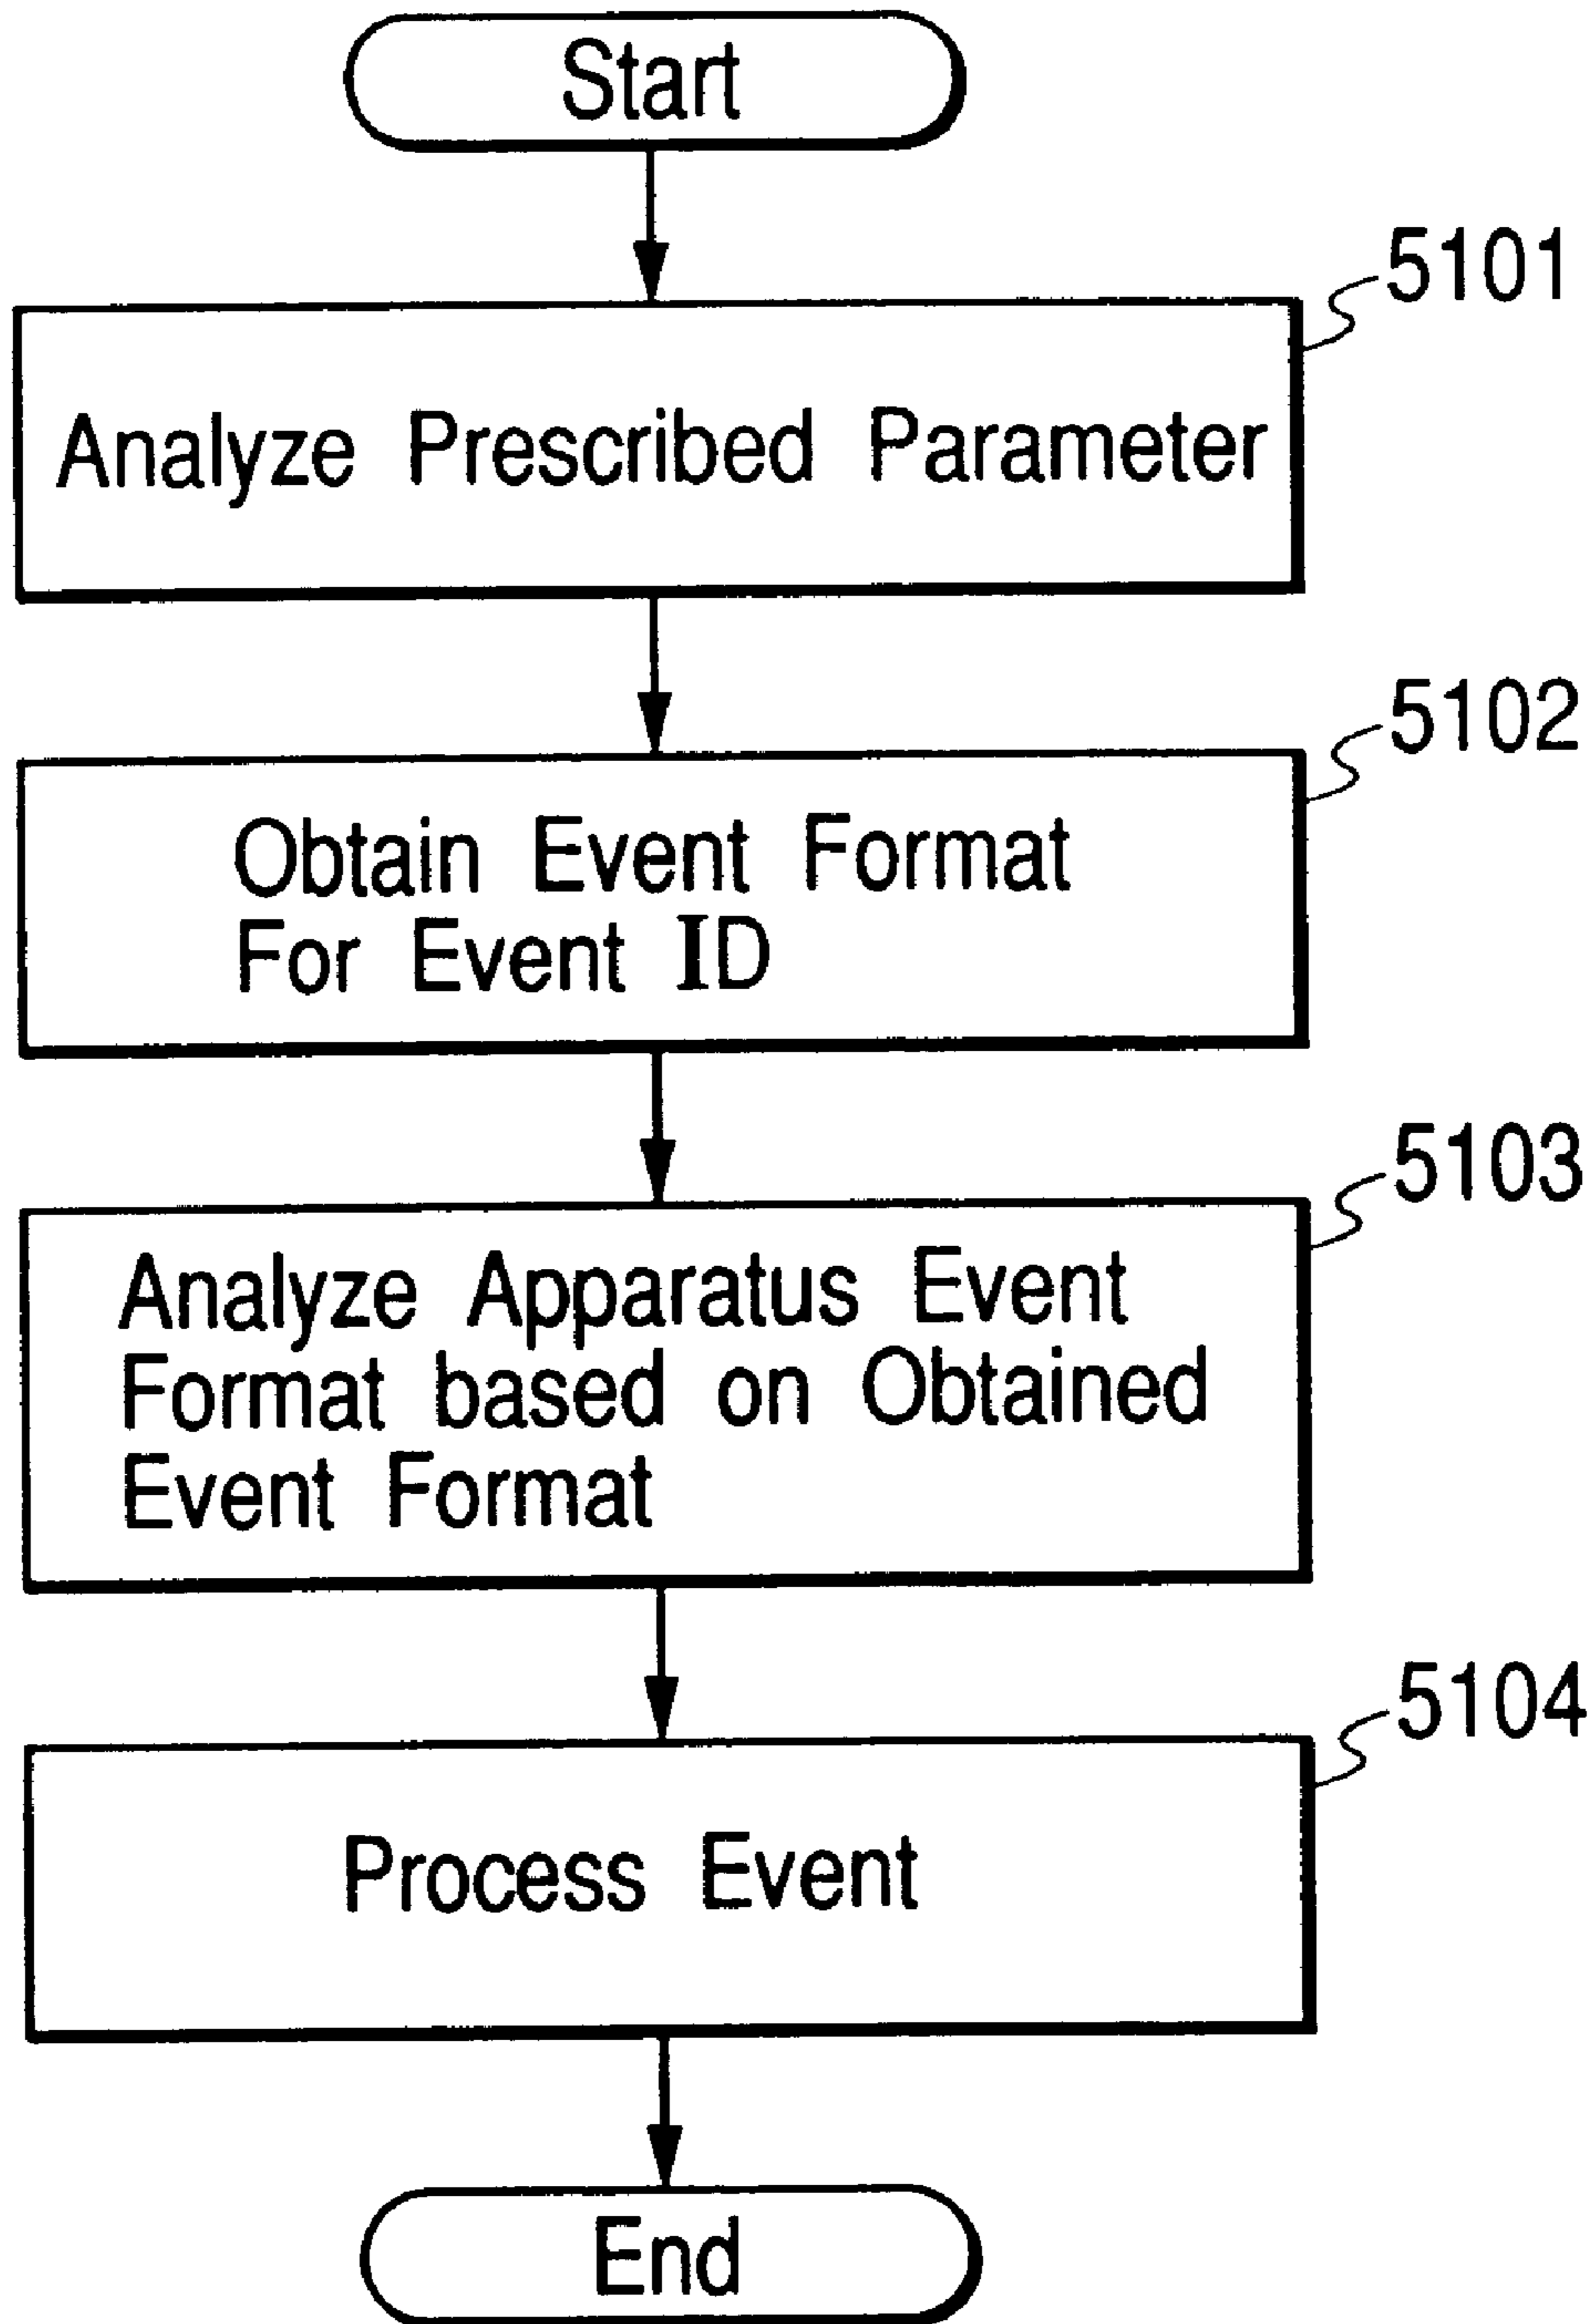 Start
5101
Analyze Prescribed Parameter
5102
Obtain Event Format
For Event ID
5103
Analyze Apparatus Event
Format based on Obtained
Event Format
5104
Process Event
End